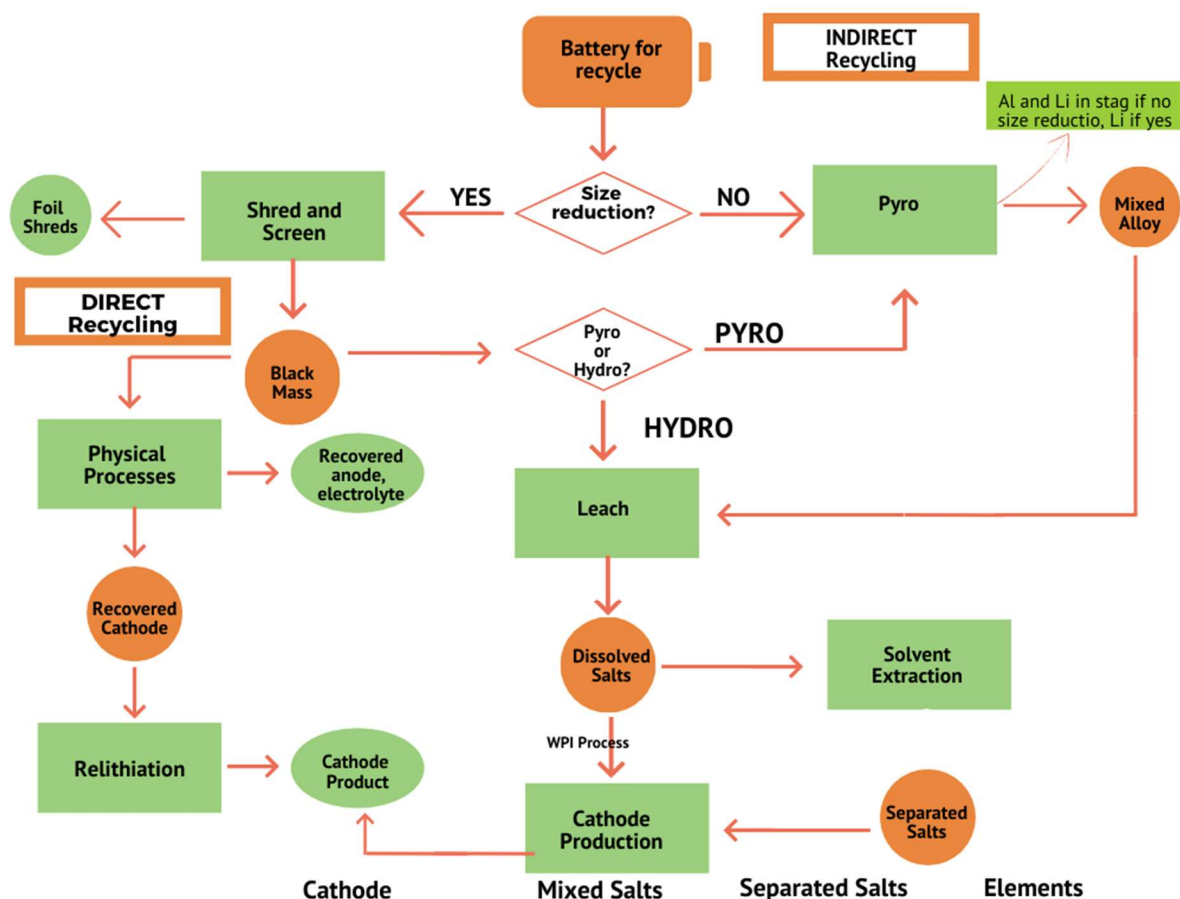 Battery for
recycle
INDIRECT
Recycling
Al and Li in stag if no
size reductio, Li if yes
Foil
Shreds
Shred and
Screen
YES
Size
reduction?
NO
Pyro
Mixed
Alloy
DIRECT
Recycling
Black
Mass
Pyro
or
Hydro?
PYRO
HYDRO
Physical
Processes
Recovered
anode,
electrolyte
Leach
Recovered
Cathode
Dissolved
Salts
Solvent
Extraction
WPI Process
Relithiation
Cathode
Product
Cathode
Production
Separated
Salts
Cathode
Mixed Salts
Separated Salts
Elements